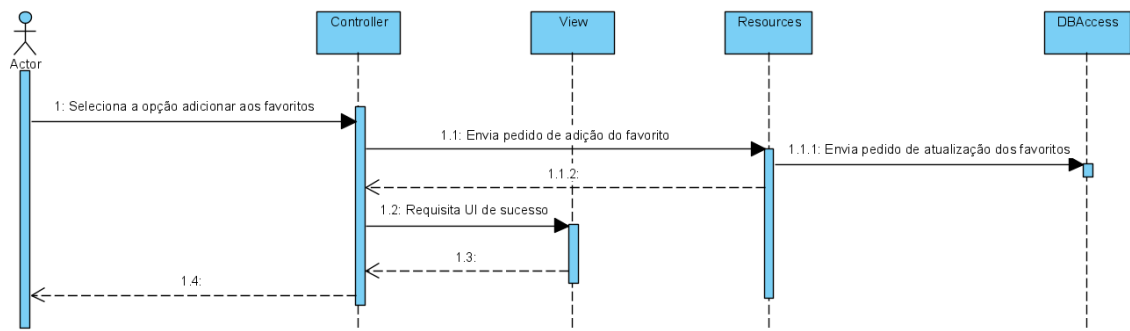 Controller
View
Resources
DBAccess
Actor
1: Seleciona a opção adicionar aos favoritos
1.1: Envia pedido de adição do favorito
1.1.1: Envia pedido de atualização dos favoritos
1.1.2:
1.2: Requisita UI de sucesso
1.3:
1.4: